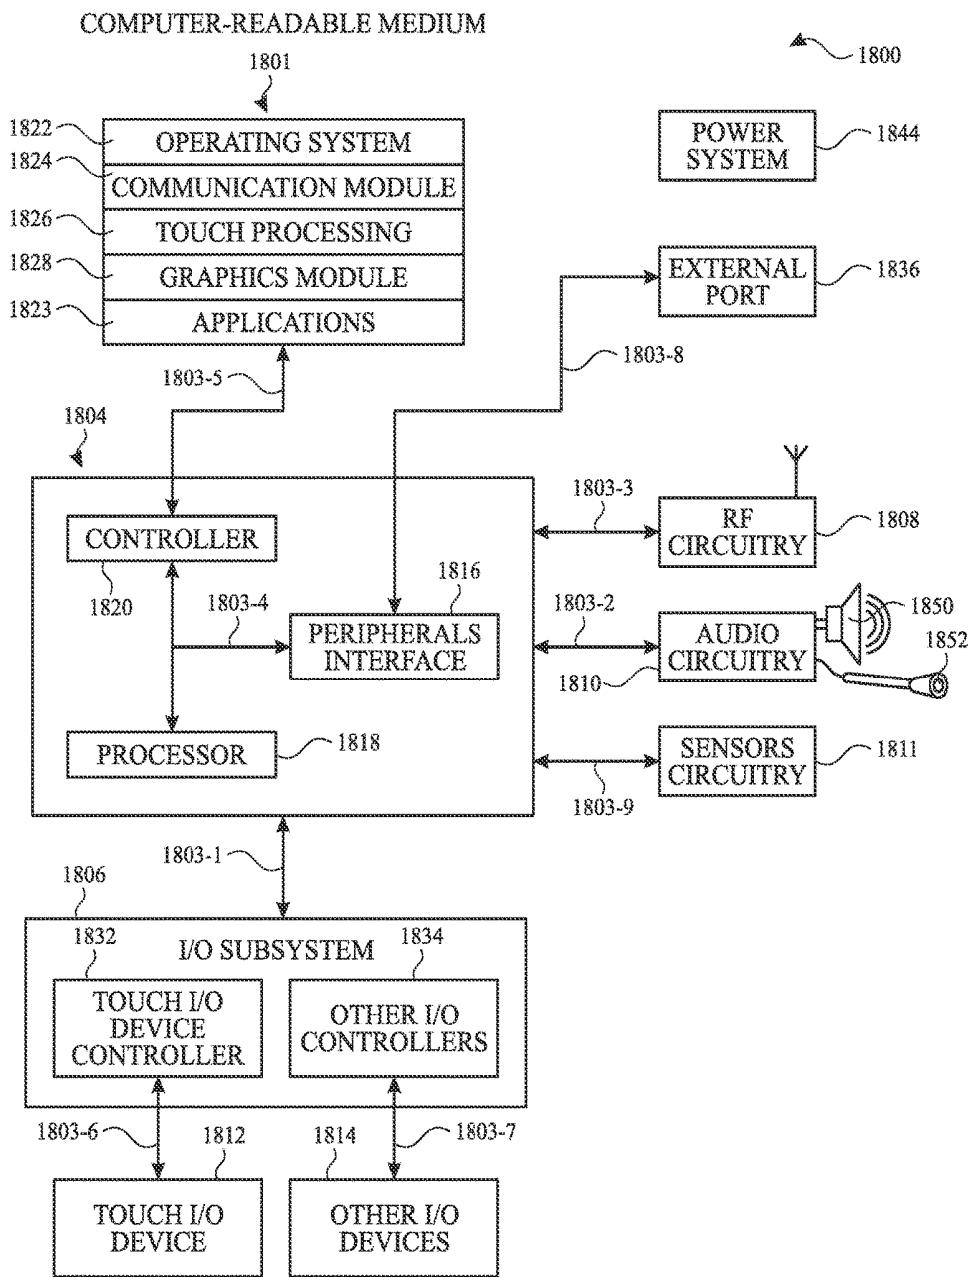 COMPUTER-READABLE MEDIUM
1801
1800
1822
OPERATING SYSTEM
1824
COMMUNICATION MODULE
1826
TOUCH PROCESSING
1828
GRAPHICS MODULE
1823
APPLICATIONS
POWER
SYSTEM
1844
EXTERNAL
PORT
1836
1803-8
1803-5
1804
CONTROLLER
1820
1803-4
1816
PERIPHERALS
INTERFACE
PROCESSOR
1818
1803-3
RF
CIRCUITRY
1808
1803-2
AUDIO
CIRCUITRY
1810
1850
1852
SENSORS
CIRCUITRY
1811
1803-9
1803-1
1806
I/O SUBSYSTEM
1832
TOUCH I/O
DEVICE
CONTROLLER
1834
OTHER I/O
CONTROLLERS
1803-6
1812
1814
1803-7
TOUCH I/O
DEVICE
OTHER I/O
DEVICES